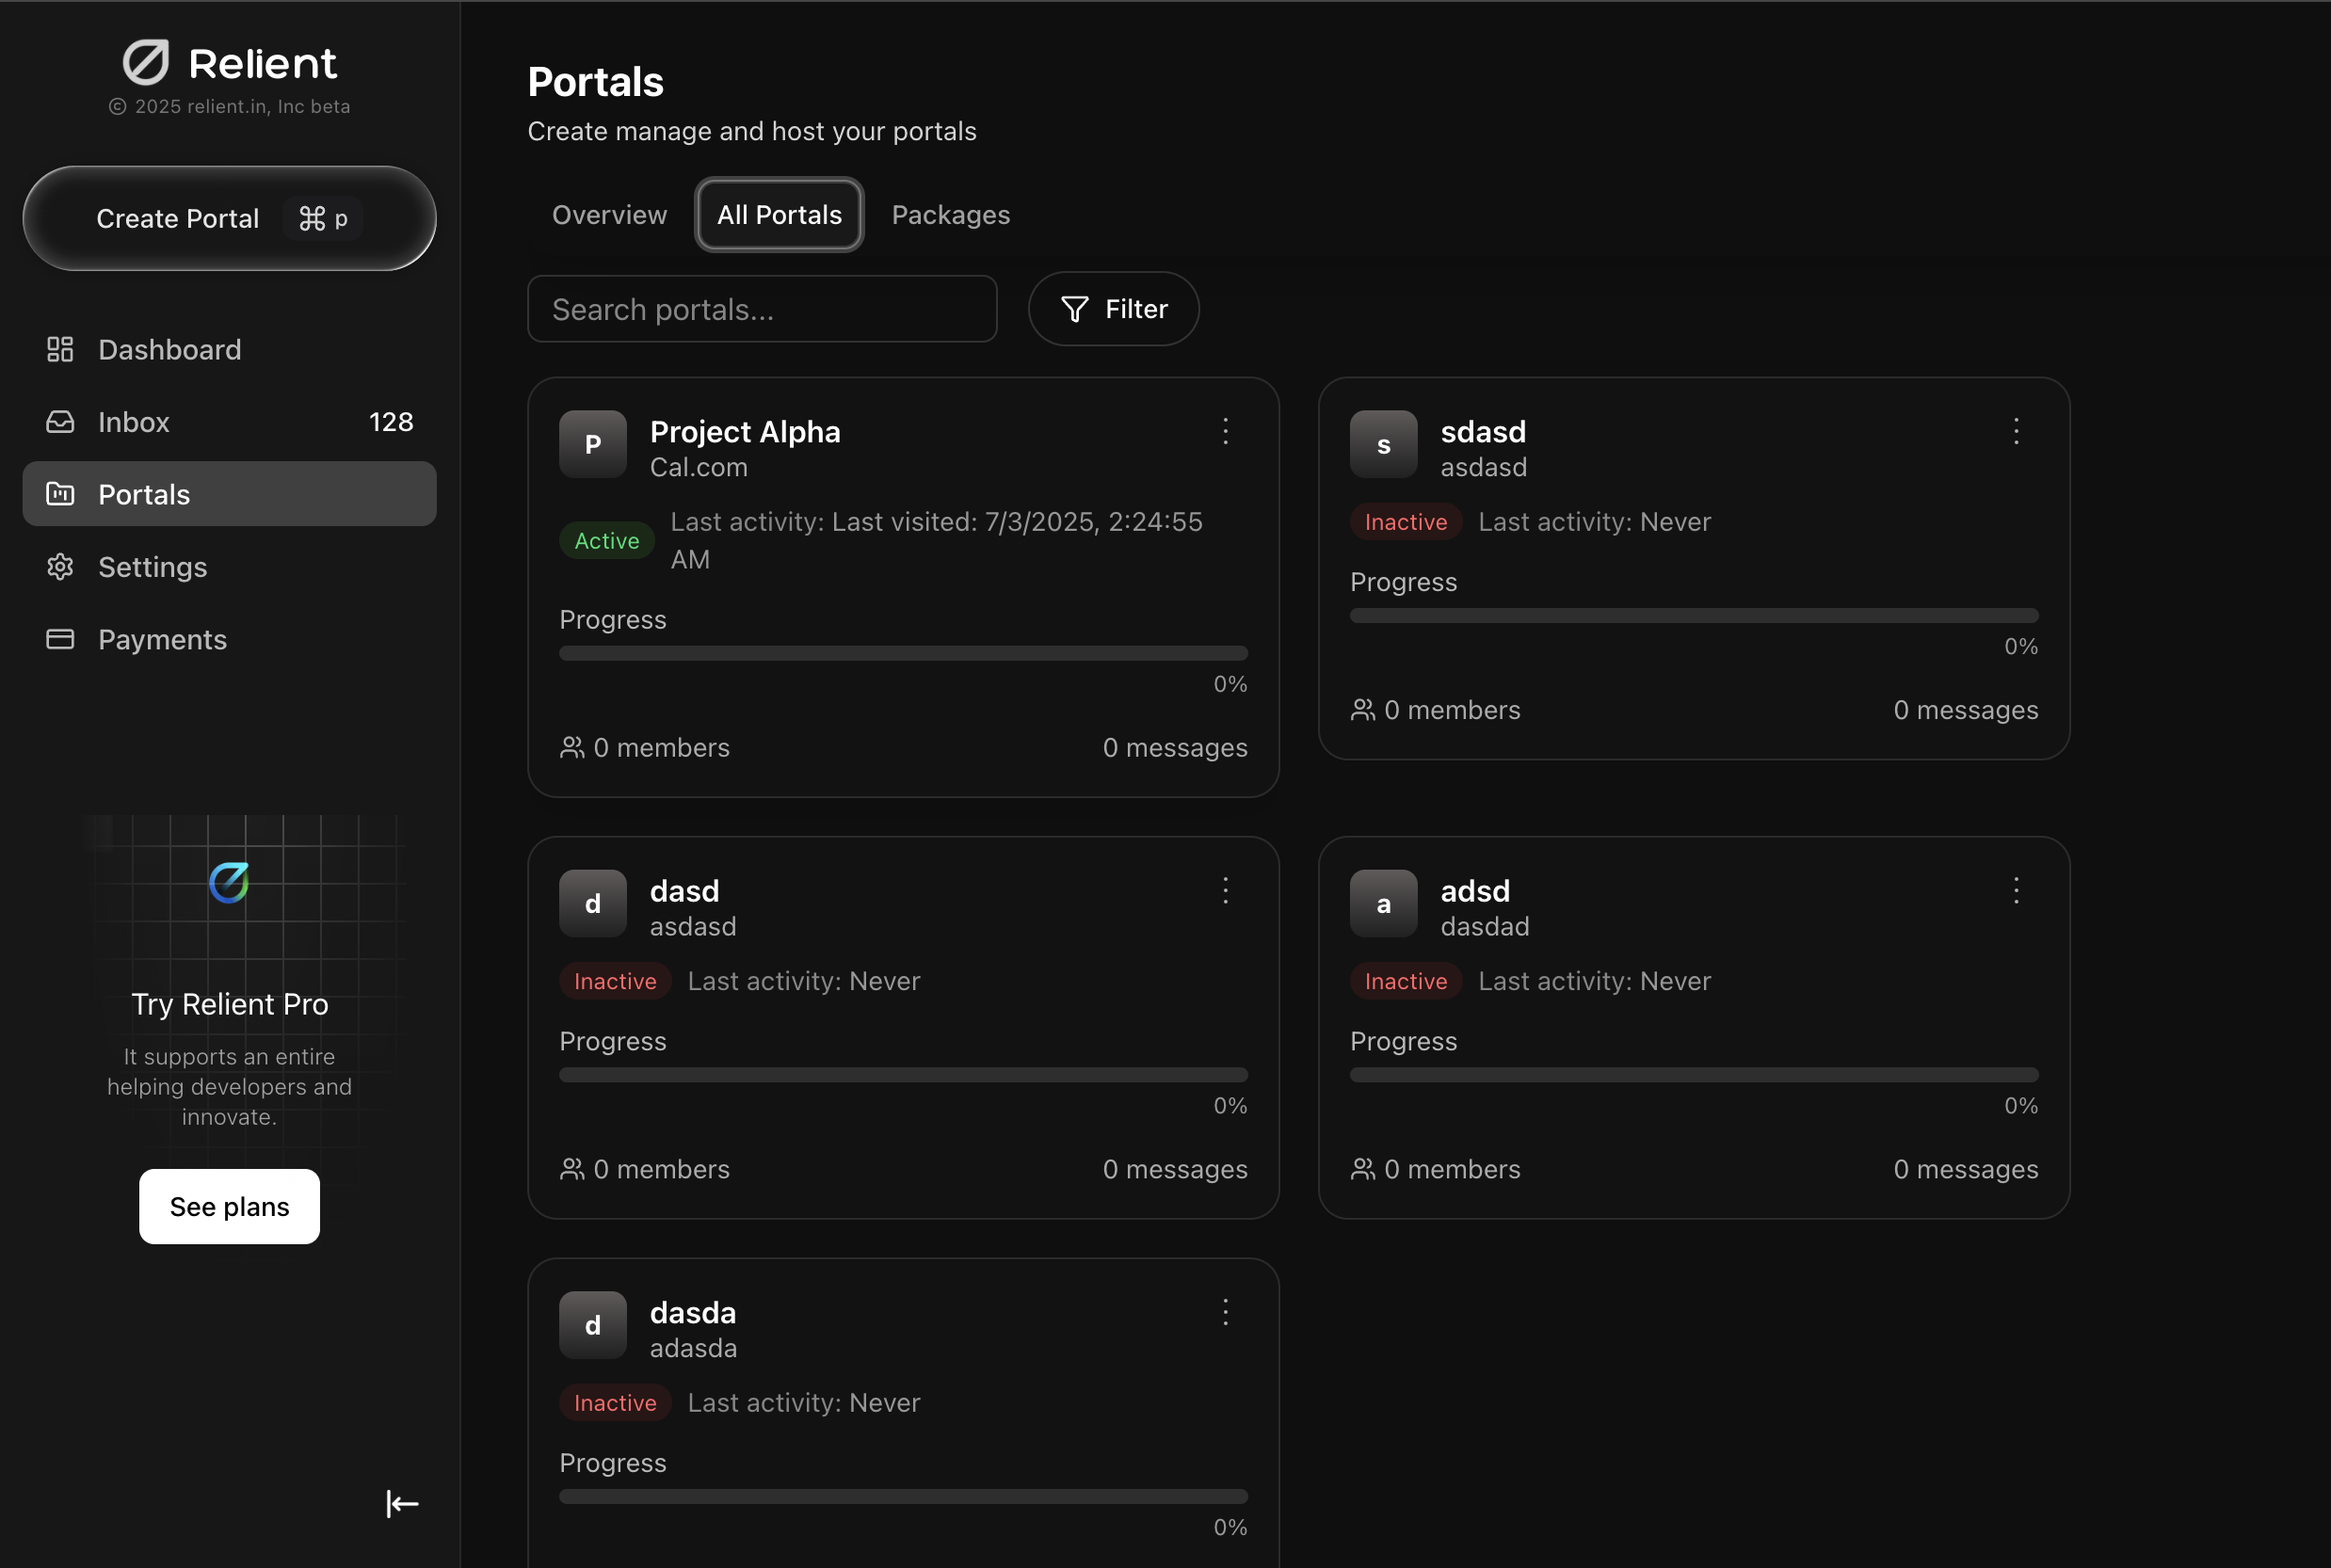 Relient
© 2025 relient.in, Inc beta
Create Portal ⌘ p
Dashboard
Inbox 128
Portals
Settings
Payments
Try Relient Pro
It supports an entire
helping developers and
innovate.
See plans
Portals
Create manage and host your portals
Overview All Portals Packages
Search portals...
Filter
P
Project Alpha
Cal.com
Active
Last activity: Last visited: 7/3/2025, 2:24:55
AM
Progress
0%
0 members 0 messages
s
sdasd
asdasd
Inactive Last activity: Never
Progress
0%
0 members 0 messages
d
dasd
asdasd
Inactive Last activity: Never
Progress
0%
0 members 0 messages
a
adsd
dasdad
Inactive Last activity: Never
Progress
0%
0 members 0 messages
d
dasda
adasda
Inactive Last activity: Never
Progress
0%